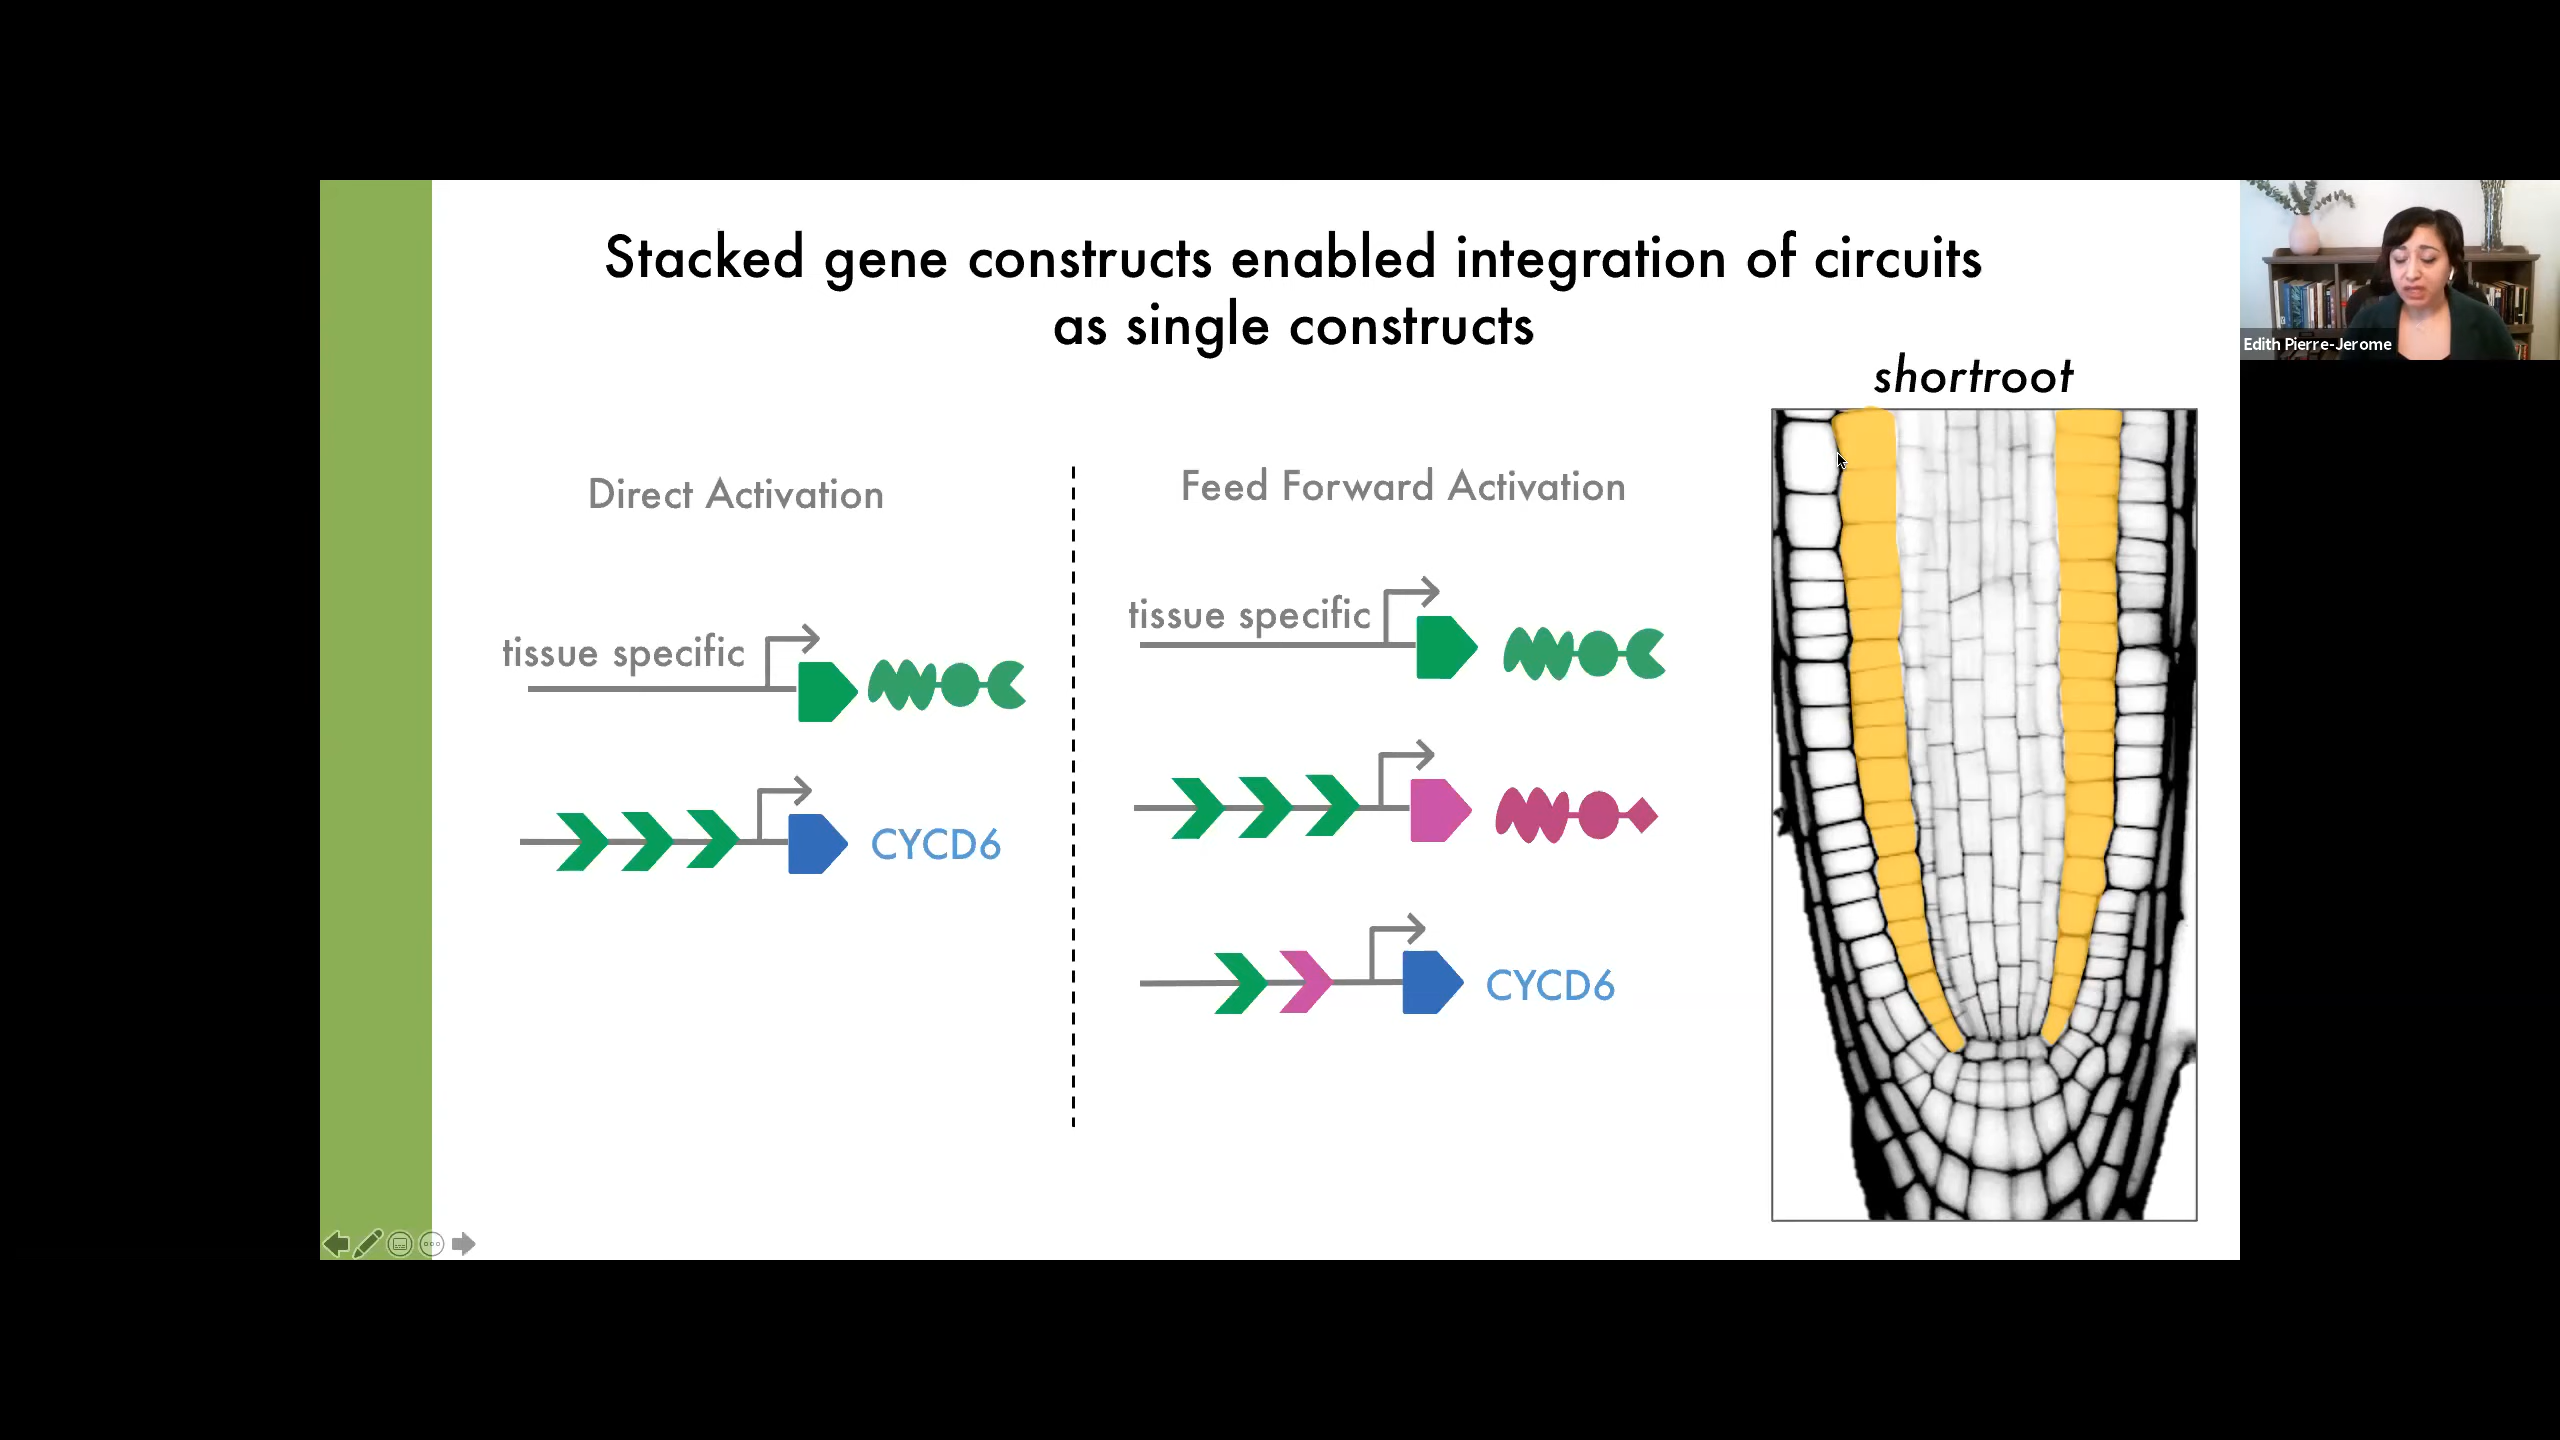 Stacked gene constructs enabled integration of circuits
as single constructs
Edith Pierre-Jerome
shortroot
Direct Activation
tissue specific
CYCD6
Feed Forward Activation
tissue specific
CYCD6